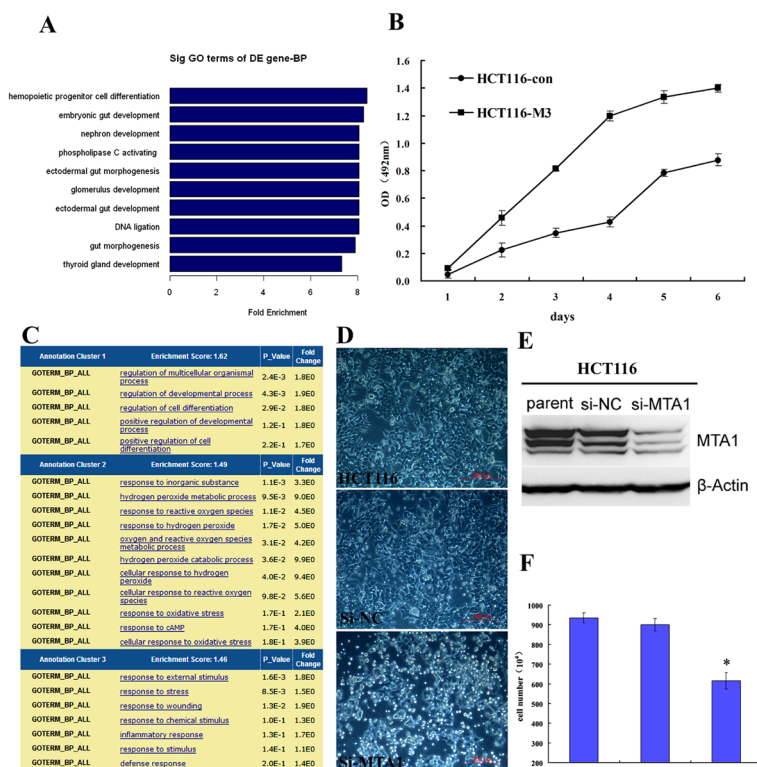 A
Sig GO terms of DE gene-BP
hemopoietic progenitor cell differentiation
embryonic gut development
nephron development
phospholipase C activating
ectodermal gut morphogenesis
glomerulus development
ectodermal gut development
DNA ligation
gut morphogenesis
thyroid gland development
0 2 4 6 8
Fold Enrichment
B
HCT116-con
HCT116-M3
OD（492nm）
1.6
1.4
1.2
1.0
0.8
0.6
0.4
0.2
0.0
1 2 3 4 5 6
days
C
Annotation Cluster 1 Enrichment Score: 1.62 P_Value Fold Change
GOTERM_BP_ALL regulation of multicellular organismal process 2.4E-3 1.8E0
GOTERM_BP_ALL regulation of developmental process 4.3E-3 1.9E0
GOTERM_BP_ALL regulation of cell differentiation 2.9E-2 1.8E0
GOTERM_BP_ALL positive regulation of developmental process 1.2E-1 1.8E0
GOTERM_BP_ALL positive regulation of cell differentiation 2.2E-1 1.7E0
Annotation Cluster 2 Enrichment Score: 1.49 P_Value Fold Change
GOTERM_BP_ALL response to inorganic substance 1.1E-3 3.3E0
GOTERM_BP_ALL hydrogen peroxide metabolic process 9.5E-3 9.0E0
GOTERM_BP_ALL response to reactive oxygen species 1.1E-2 4.5E0
GOTERM_BP_ALL response to hydrogen peroxide 1.7E-2 5.0E0
GOTERM_BP_ALL oxygen and reactive oxygen species metabolic process 3.1E-2 4.2E0
GOTERM_BP_ALL hydrogen peroxide catabolic process 3.6E-2 9.9E0
GOTERM_BP_ALL cellular response to hydrogen peroxide 4.0E-2 9.4E0
GOTERM_BP_ALL cellular response to reactive oxygen species 9.8E-2 5.6E0
GOTERM_BP_ALL response to oxidative stress 1.7E-1 2.1E0
GOTERM_BP_ALL response to cAMP 1.7E-1 4.0E0
GOTERM_BP_ALL cellular response to oxidative stress 1.8E-1 3.9E0
Annotation Cluster 3 Enrichment Score: 1.46 P_Value Fold Change
GOTERM_BP_ALL response to external stimulus 1.6E-3 1.8E0
GOTERM_BP_ALL response to stress 8.5E-3 1.5E0
GOTERM_BP_ALL response to wounding 1.3E-2 1.9E0
GOTERM_BP_ALL response to chemical stimulus 1.0E-1 1.3E0
GOTERM_BP_ALL inflammatory response 1.3E-1 1.7E0
GOTERM_BP_ALL response to stimulus 1.4E-1 1.1E0
GOTERM_BP_ALL defense response 2.0E-1 1.4E0
D
HCT116
Si-NC
Si-MTA1
E
HCT116
parent si-NC si-MTA1
MTA1
β-Actin
F
cell number（10⁴）
1000
900
800
700
600
500
400
300
200
*